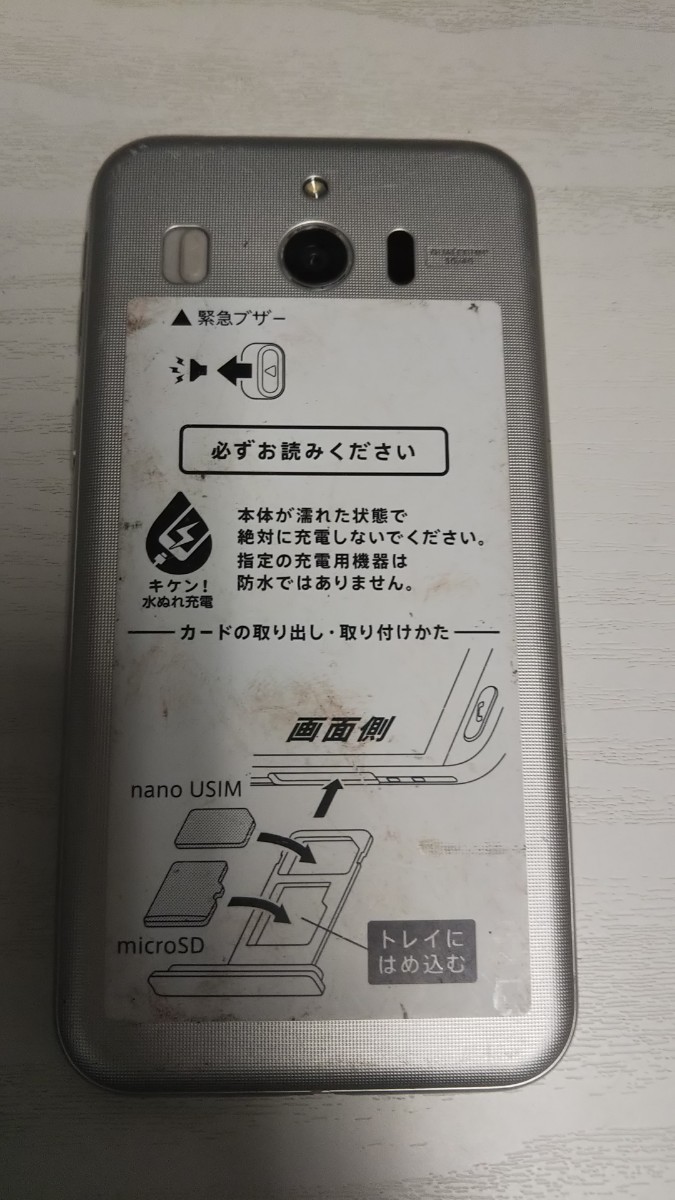 ▲緊急ブザー
必ずお読みください
本体が濡れた状態で
絶対に充電しないでください。
指定の充電用機器は
防水ではありません。
キケン!
水ぬれ充電
カードの取り出し・取り付けかた
画面側
nano USIM
microSD
トレイに
はめ込む